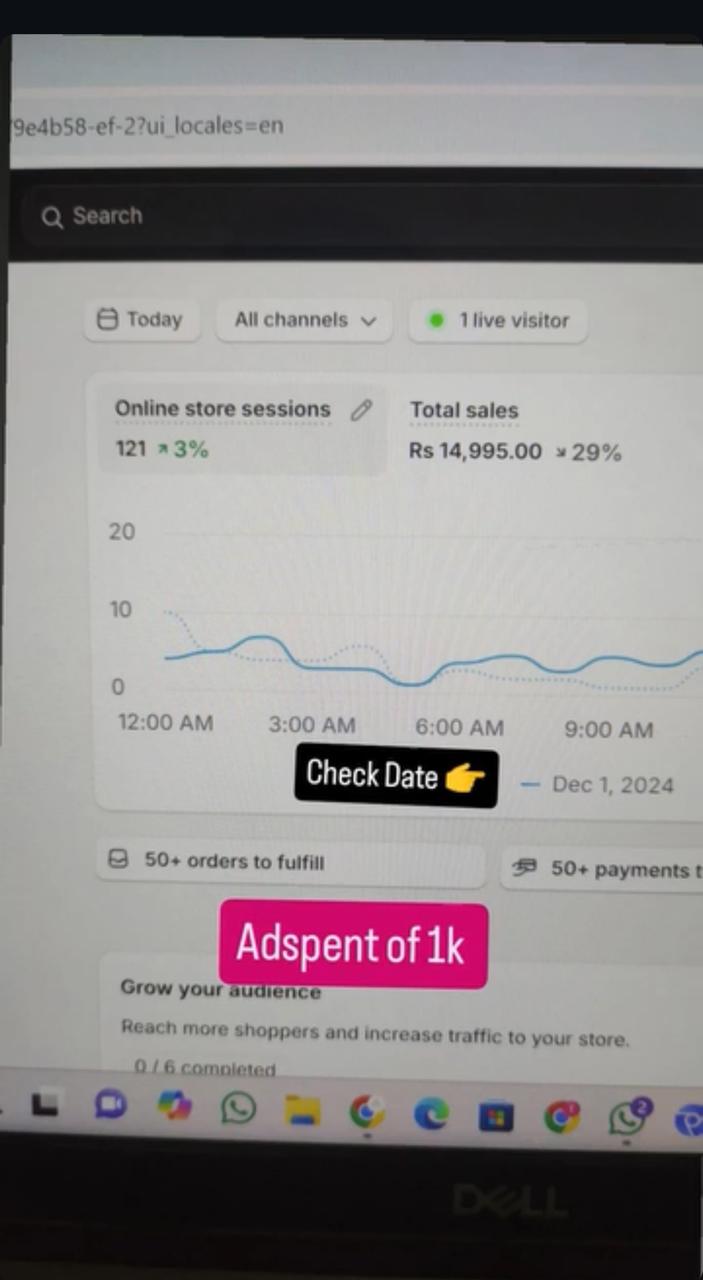 9e4b58-ef-2?ui_locales=en
Search
Today
All channels
1 live visitor
Online store sessions
Total sales
121 ↗ 3%
Rs 14,995.00 ↘ 29%
20
10
0
12:00 AM
3:00 AM
6:00 AM
9:00 AM
Check Date 👉
Dec 1, 2024
50+ orders to fulfill
50+ payments t
Adspent of 1k
Grow your audience
Reach more shoppers and increase traffic to your store.
0 / 6 completed
2
DELL